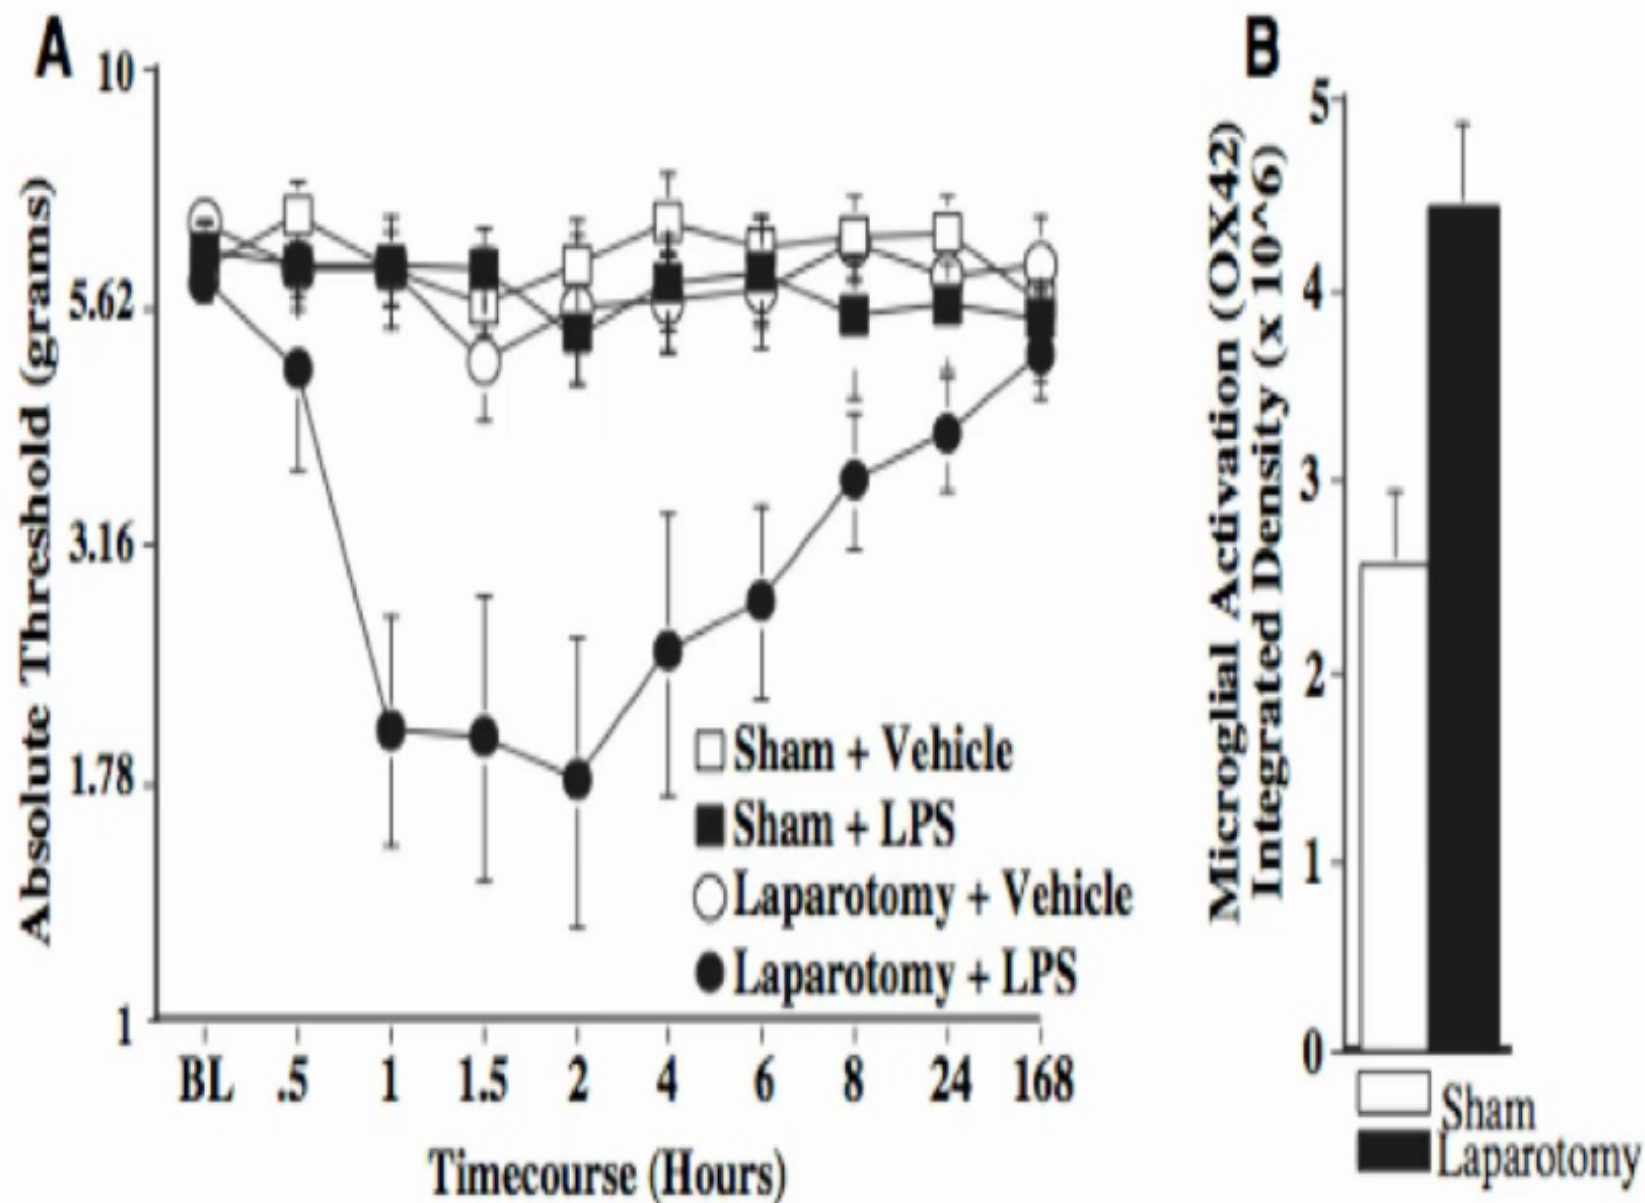 A
B
Absolute Threshold (grams)
10
5.62
3.16
1.78
1
Sham + Vehicle
Sham + LPS
Laparotomy + Vehicle
Laparotomy + LPS
BL .5 1 1.5 2 4 6 8 24 168
Timecourse (Hours)
Microglial Activation (OX42)
Integrated Density (x 10^6)
5
4
3
2
1
0
Sham
Laparotomy